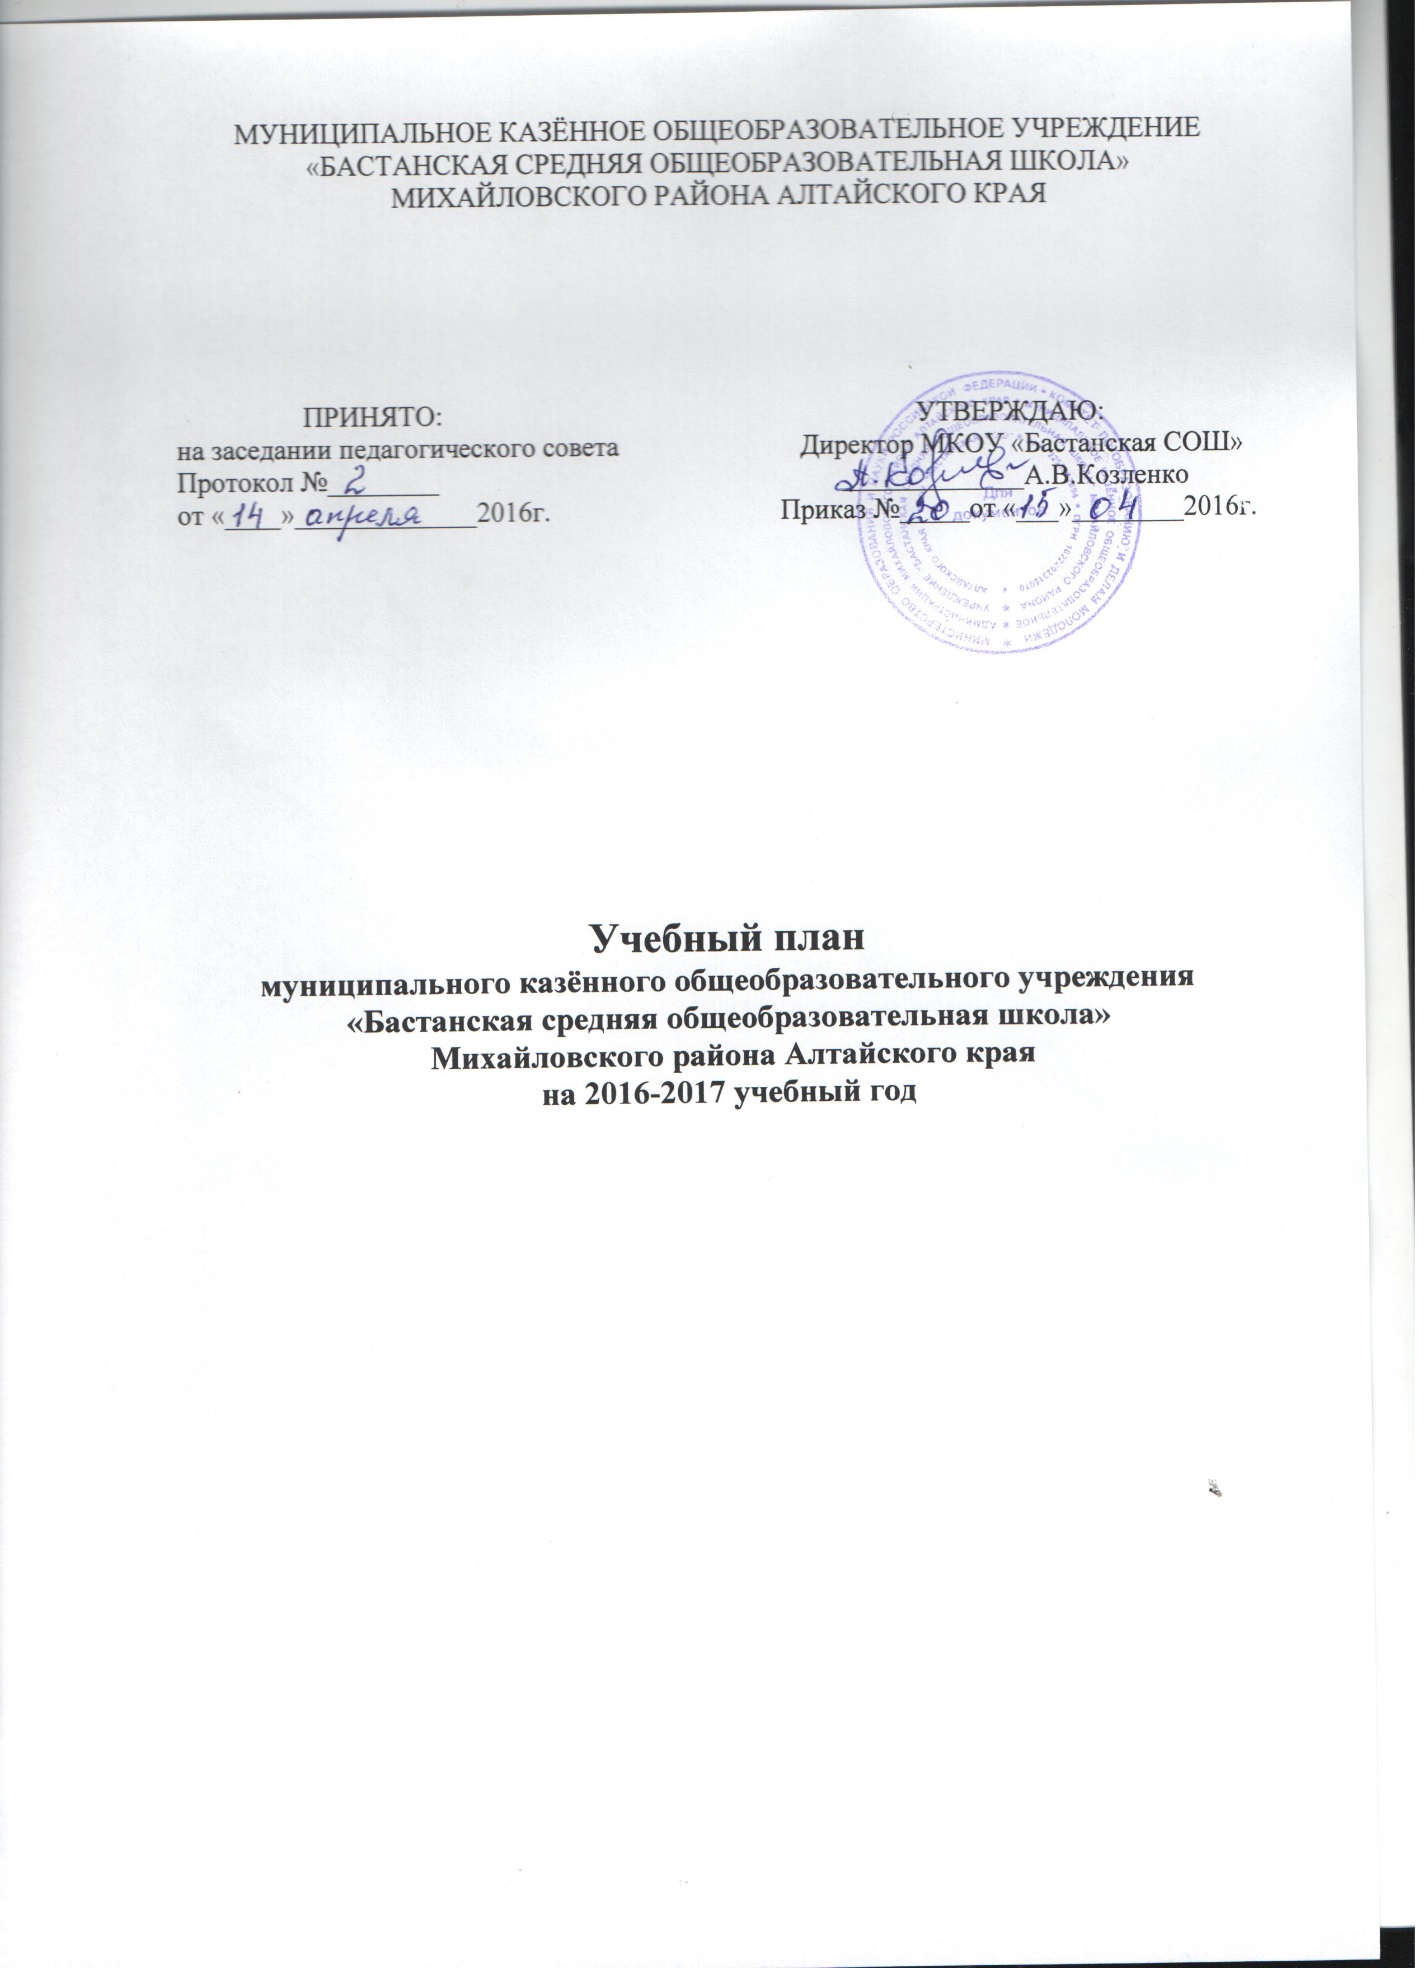 МУНИЦИПАЛЬНОЕ КАЗЁННОЕ ОБЩЕОБРАЗОВАТЕЛЬНОЕ УЧРЕЖДЕНИЕ
«БАСТАНСКАЯ СРЕДНЯЯ ОБЩЕОБРАЗОВАТЕЛЬНАЯ ШКОЛА»
МИХАЙЛОВСКОГО РАЙОНА АЛТАЙСКОГО КРАЯ
ПРИНЯТО:
на заседании педагогического совета
Протокол № 2
от «14» апреля 2016г.
УТВЕРЖДАЮ:
Директор МКОУ «Бастанская СОШ»
А.В.Козленко
Приказ № 20 от «15» 04 2016г.
Для
документов
Учебный план
муниципального казённого общеобразовательного учреждения
«Бастанская средняя общеобразовательная школа»
Михайловского района Алтайского края
на 2016-2017 учебный год